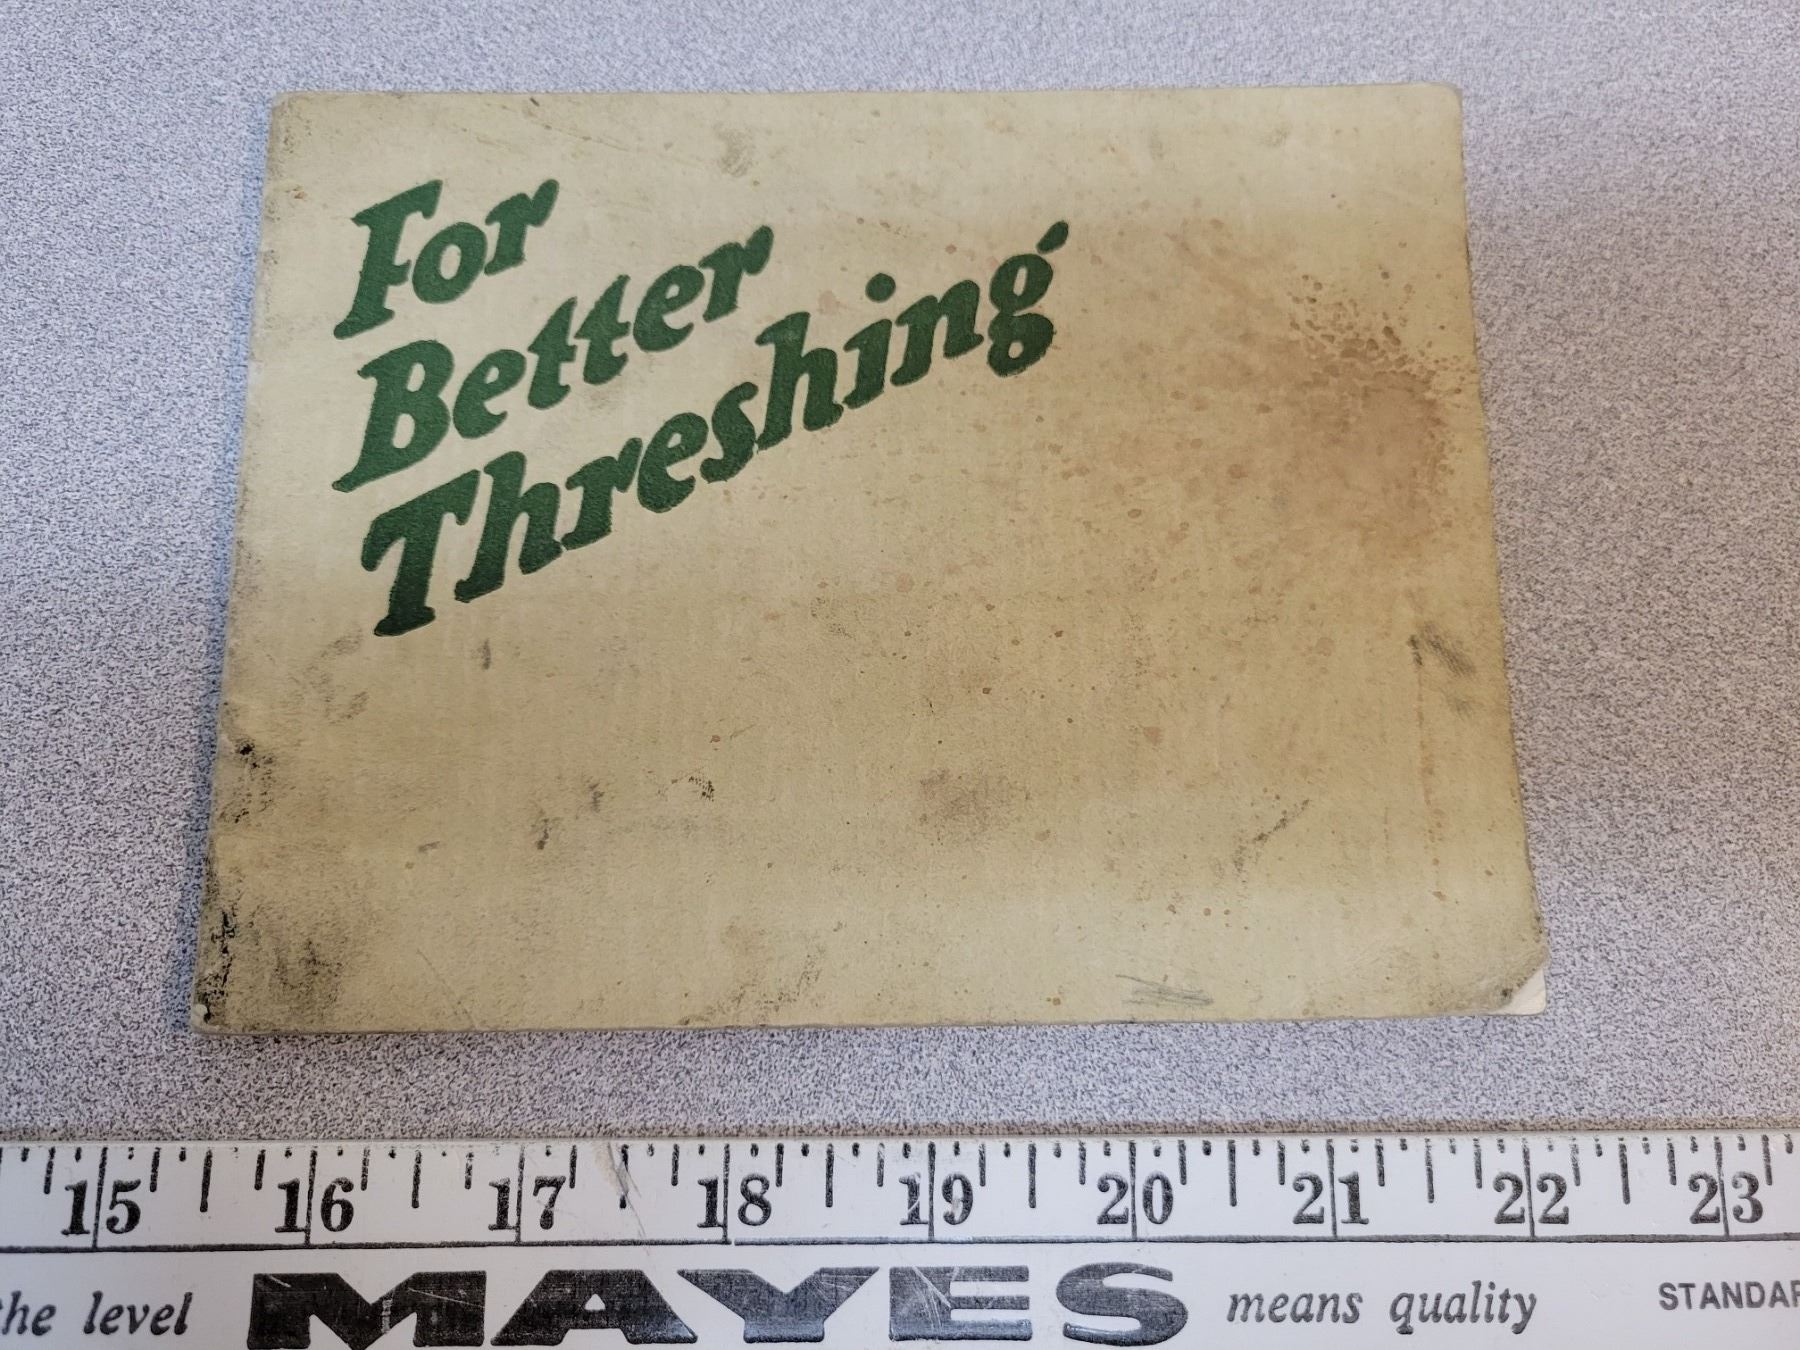 For
Better
Threshing
15 16 17 18 19 20 21 22 23
the level MAYES means quality STANDAR